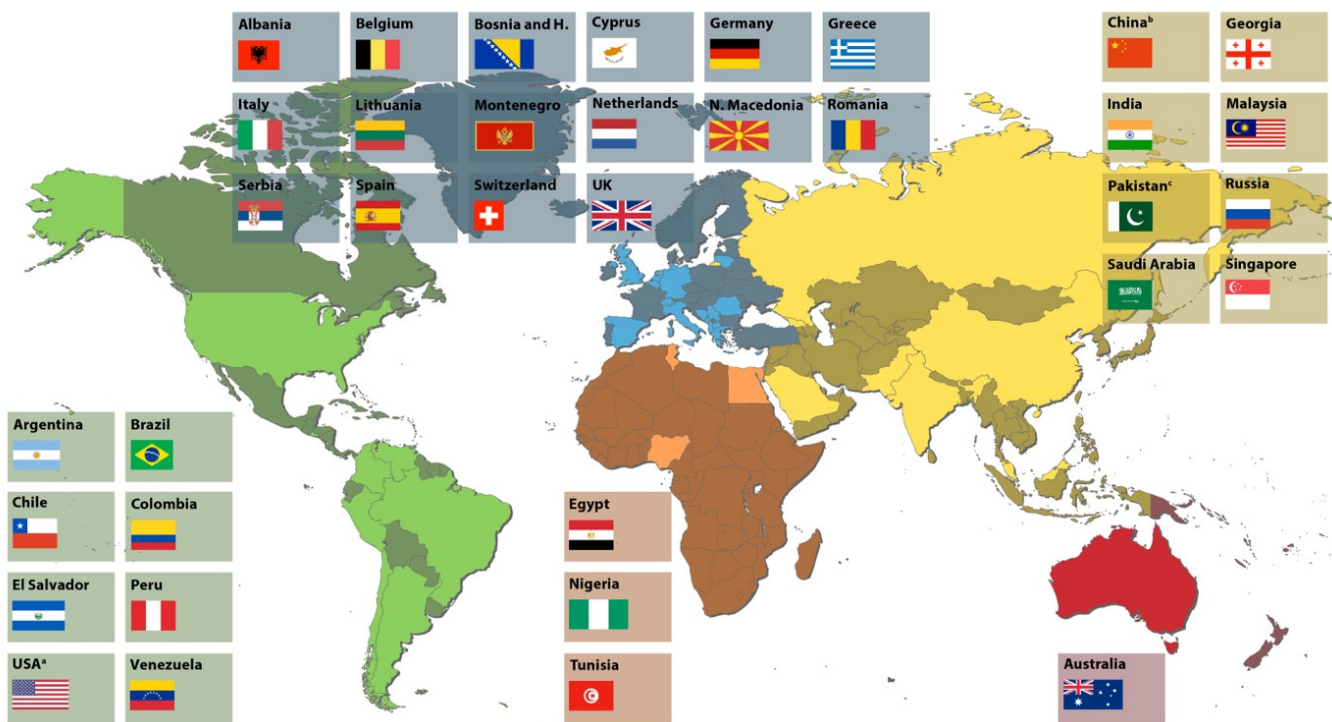 Albania
Belgium
Bosnia and H.
Cyprus
Germany
Greece
Italy
Lithuania
Montenegro
Netherlands
N. Macedonia
Romania
Serbia
Spain
Switzerland
UK
Chinaᵇ
Georgia
India
Malaysia
Pakistanᶜ
Russia
Saudi Arabia
Singapore
Argentina
Brazil
Chile
Colombia
El Salvador
Peru
USAᵃ
Venezuela
Egypt
Nigeria
Tunisia
Australia